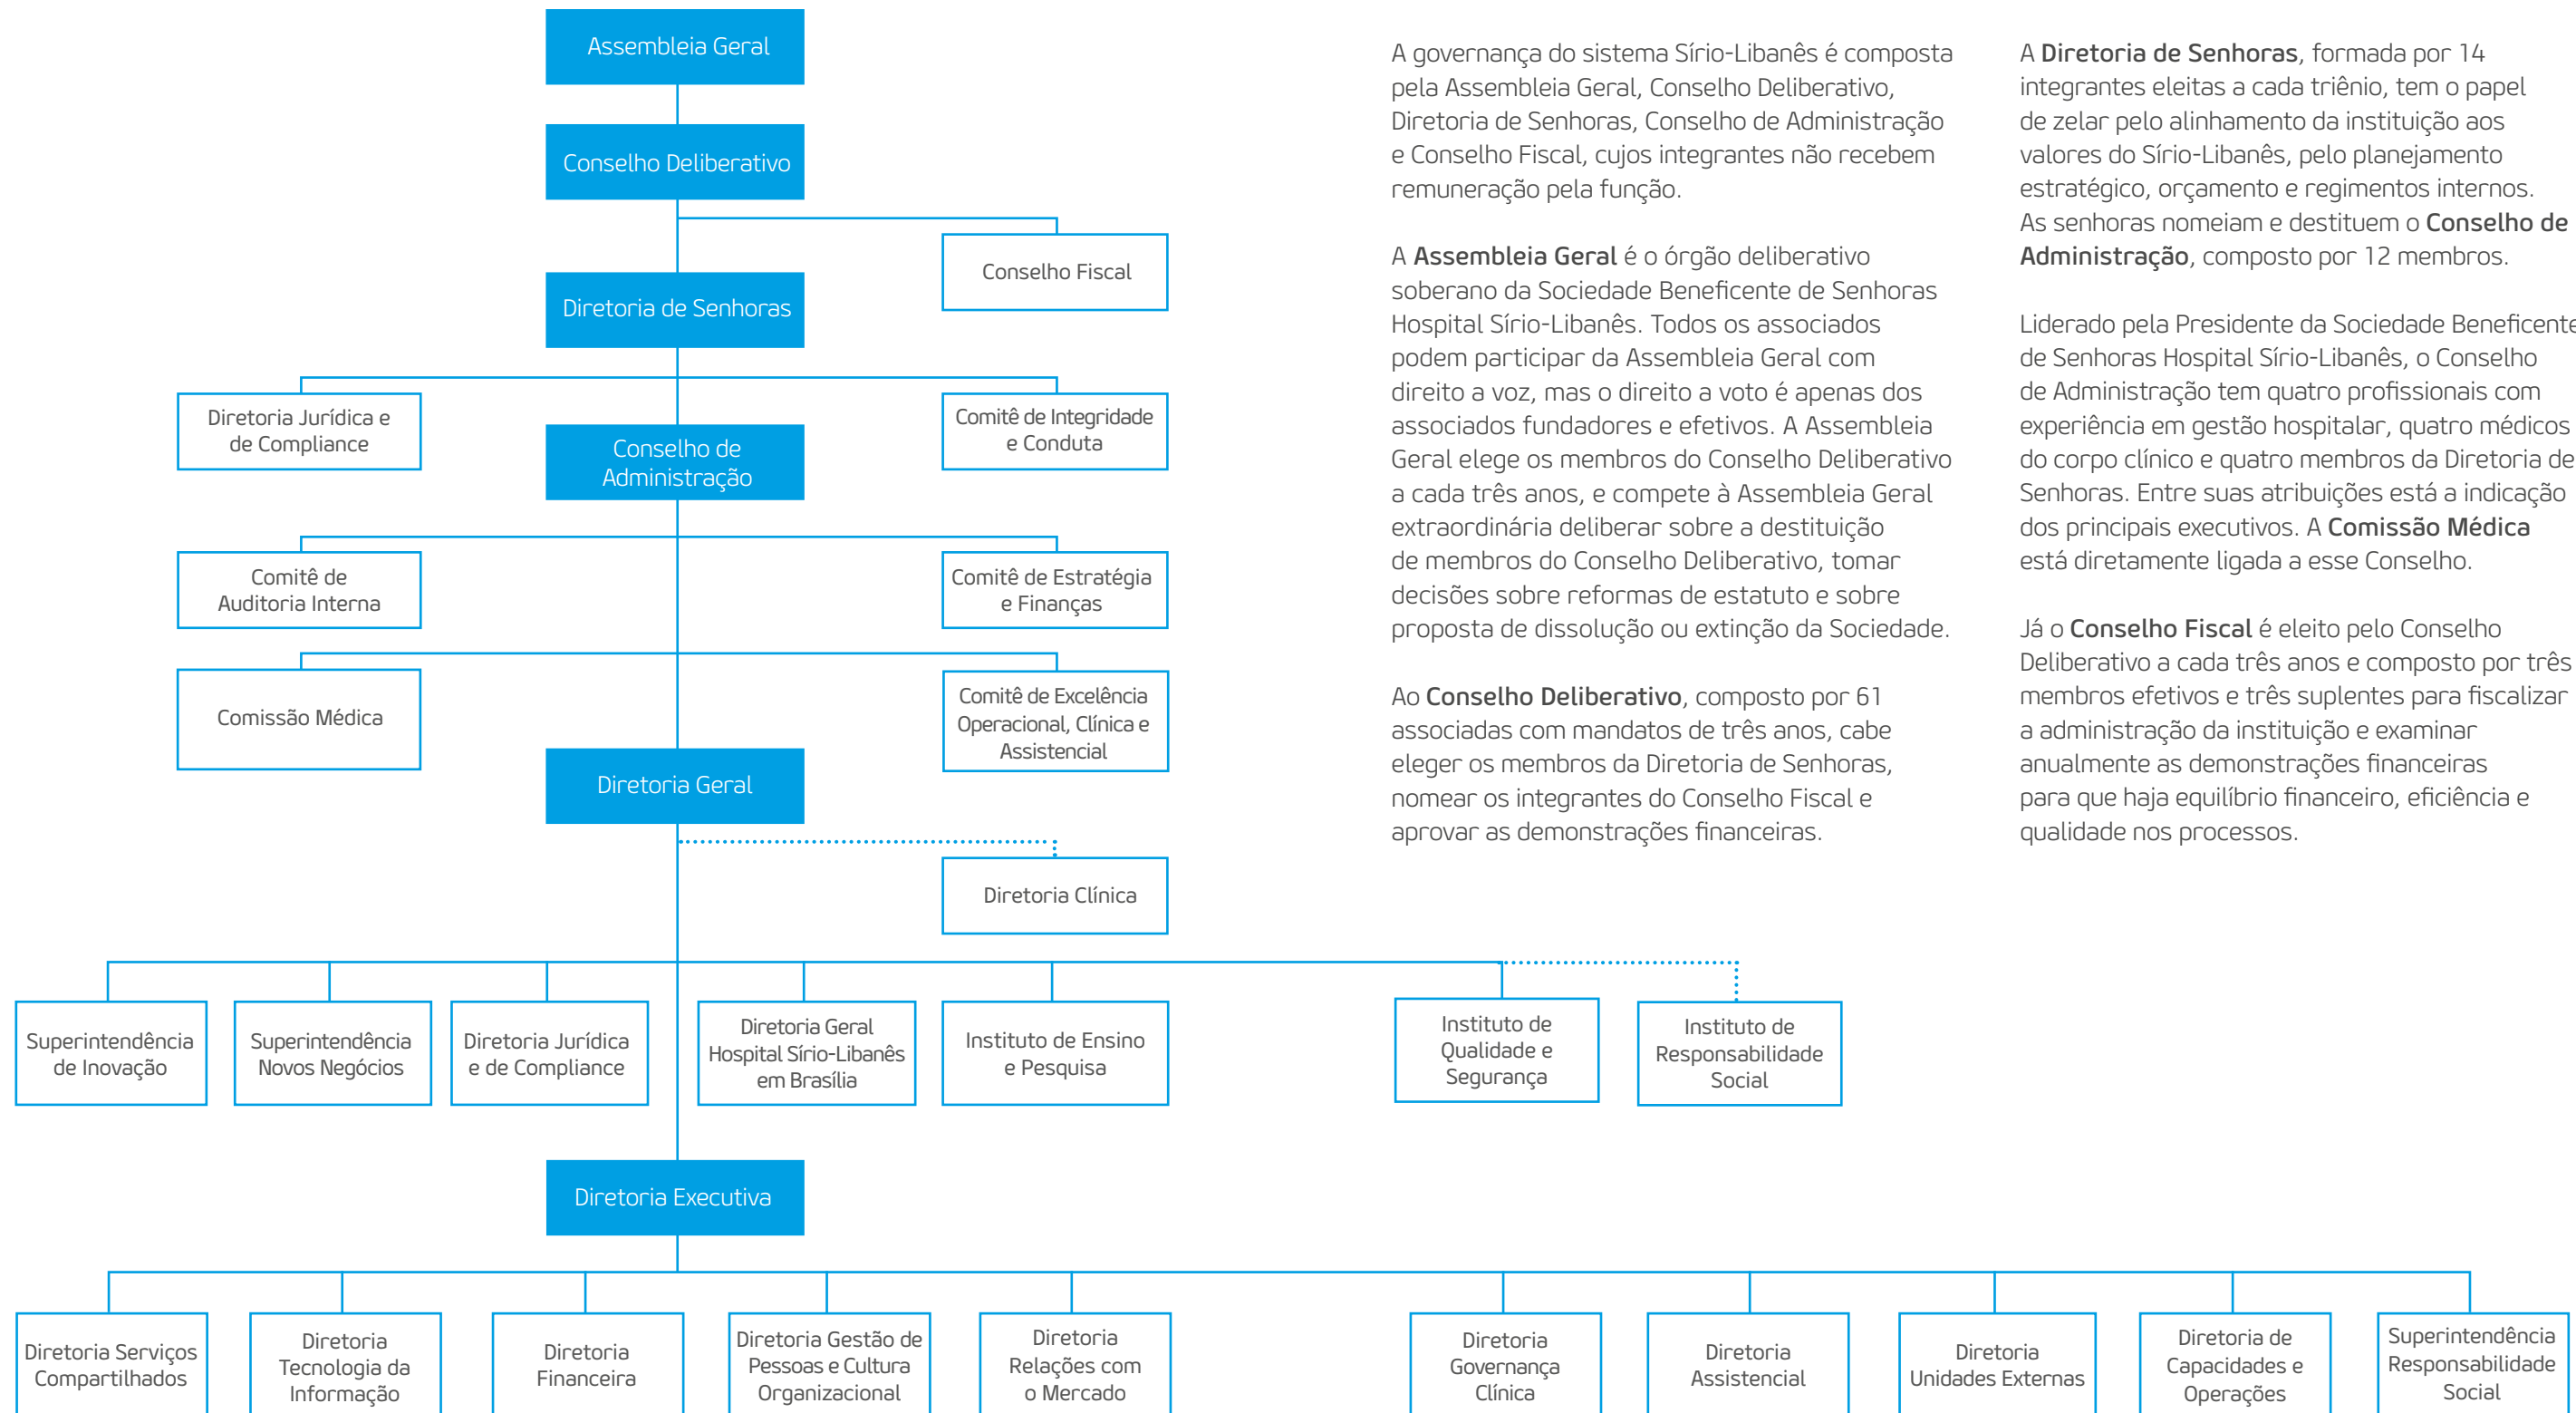 Assembleia Geral
Conselho Deliberativo
Conselho Fiscal
Diretoria de Senhoras
Diretoria Jurídica e
de Compliance
Comitê de Integridade
e Conduta
Conselho de
Administração
Comitê de
Auditoria Interna
Comitê de Estratégia
e Finanças
Comissão Médica
Comitê de Excelência
Operacional, Clínica e
Assistencial
Diretoria Geral
Diretoria Clínica
Superintendência
de Inovação
Superintendência
Novos Negócios
Diretoria Jurídica
e de Compliance
Diretoria Geral
Hospital Sírio-Libanês
em Brasília
Instituto de Ensino
e Pesquisa
Instituto de
Qualidade e
Segurança
Instituto de
Responsabilidade
Social
Diretoria Executiva
Diretoria Serviços
Compartilhados
Diretoria
Tecnologia da
Informação
Diretoria
Financeira
Diretoria Gestão de
Pessoas e Cultura
Organizacional
Diretoria
Relações com
o Mercado
Diretoria
Governança
Clínica
Diretoria
Assistencial
Diretoria
Unidades Externas
Diretoria de
Capacidades e
Operações
Superintendência
Responsabilidade
Social
A governança do sistema Sírio-Libanês é composta
pela Assembleia Geral, Conselho Deliberativo,
Diretoria de Senhoras, Conselho de Administração
e Conselho Fiscal, cujos integrantes não recebem
remuneração pela função.
A Assembleia Geral é o órgão deliberativo
soberano da Sociedade Beneficente de Senhoras
Hospital Sírio-Libanês. Todos os associados
podem participar da Assembleia Geral com
direito a voz, mas o direito a voto é apenas dos
associados fundadores e efetivos. A Assembleia
Geral elege os membros do Conselho Deliberativo
a cada três anos, e compete à Assembleia Geral
extraordinária deliberar sobre a destituição
de membros do Conselho Deliberativo, tomar
decisões sobre reformas de estatuto e sobre
proposta de dissolução ou extinção da Sociedade.
Ao Conselho Deliberativo, composto por 61
associadas com mandatos de três anos, cabe
eleger os membros da Diretoria de Senhoras,
nomear os integrantes do Conselho Fiscal e
aprovar as demonstrações financeiras.
A Diretoria de Senhoras, formada por 14
integrantes eleitas a cada triênio, tem o papel
de zelar pelo alinhamento da instituição aos
valores do Sírio-Libanês, pelo planejamento
estratégico, orçamento e regimentos internos.
As senhoras nomeiam e destituem o Conselho de
Administração, composto por 12 membros.
Liderado pela Presidente da Sociedade Beneficente
de Senhoras Hospital Sírio-Libanês, o Conselho
de Administração tem quatro profissionais com
experiência em gestão hospitalar, quatro médicos
do corpo clínico e quatro membros da Diretoria de
Senhoras. Entre suas atribuições está a indicação
dos principais executivos. A Comissão Médica
está diretamente ligada a esse Conselho.
Já o Conselho Fiscal é eleito pelo Conselho
Deliberativo a cada três anos e composto por três
membros efetivos e três suplentes para fiscalizar
a administração da instituição e examinar
anualmente as demonstrações financeiras
para que haja equilíbrio financeiro, eficiência e
qualidade nos processos.